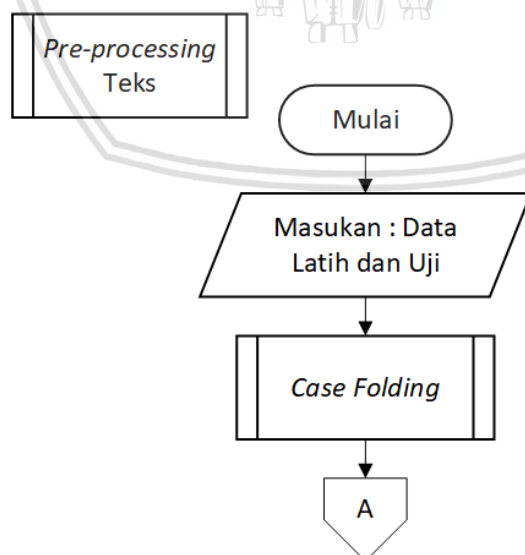 Pre-processing
Teks
Mulai
Masukan : Data
Latih dan Uji
Case Folding
A